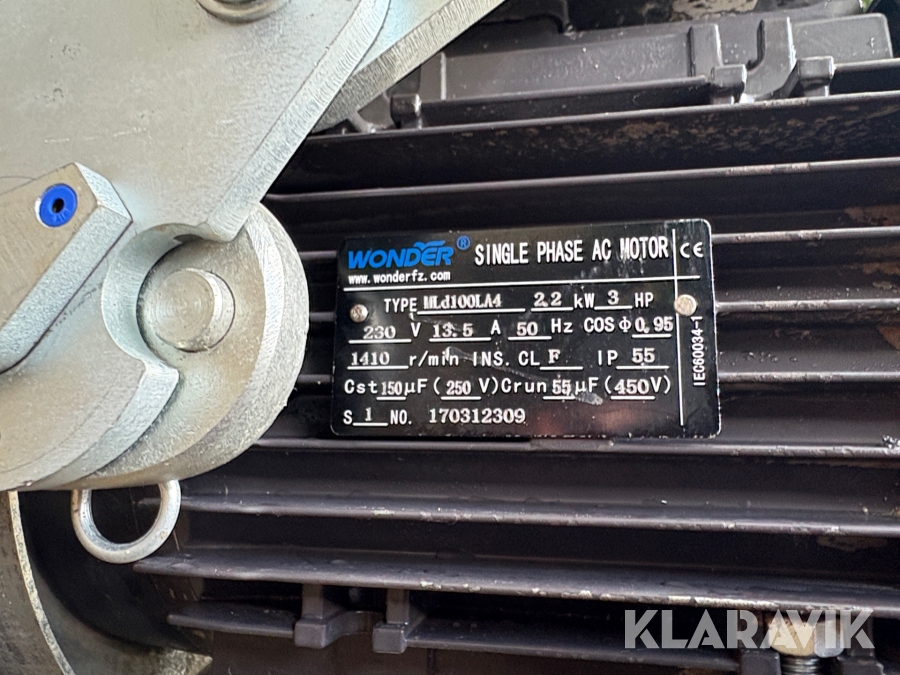 WONDER® SINGLE PHASE AC MOTOR CE
www.wonderfz.com
TYPE MLd100LA4 2.2 kW 3 HP
230 V 13.5 A 50 Hz COSΦ 0.95
1410 r/min INS. CL F IP 55
Cst 150 μF ( 250 V) Crun 55 μF (450V)
S 1 NO. 170312309
IEC60034-1
KLARAVIK